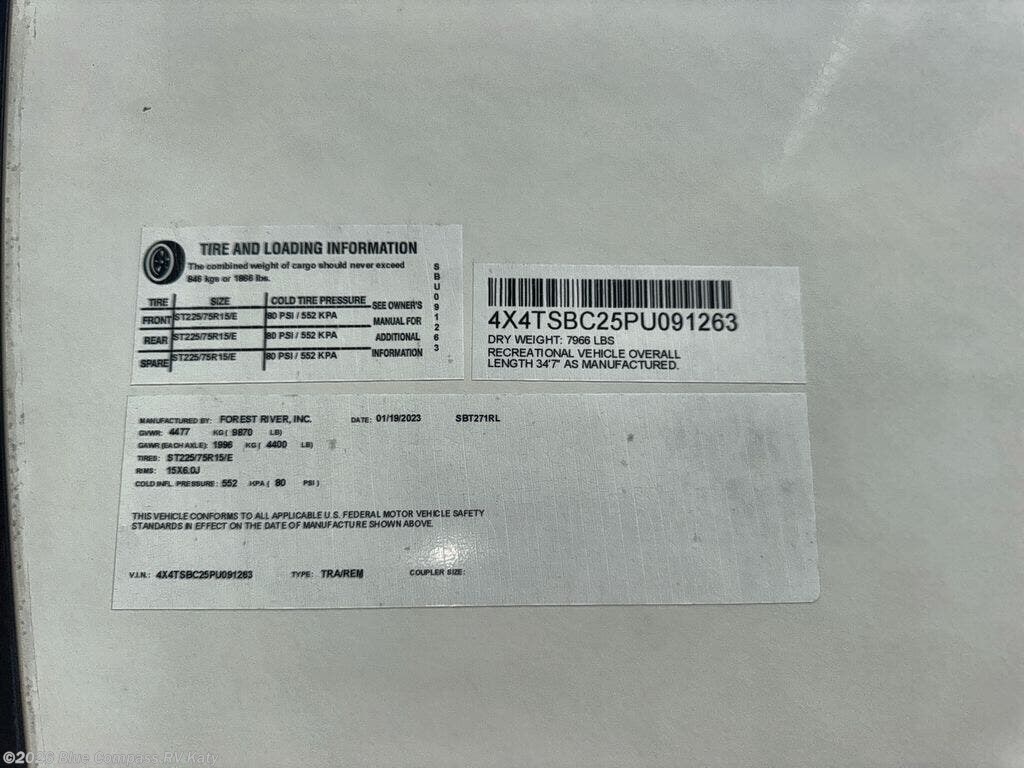 TIRE AND LOADING INFORMATION
The combined weight of cargo should never exceed
846 kgs or 1866 lbs.
TIRE SIZE COLD TIRE PRESSURE SEE OWNER'S MANUAL FOR ADDITIONAL INFORMATION
FRONT ST225/75R15/E 80 PSI / 552 KPA
REAR ST225/75R15/E 80 PSI / 552 KPA
SPARE ST225/75R15/E 80 PSI / 552 KPA
SBU091263
4X4TSBC25PU091263
DRY WEIGHT: 7966 LBS
RECREATIONAL VEHICLE OVERALL
LENGTH 34'7" AS MANUFACTURED.
MANUFACTURED BY: FOREST RIVER, INC. DATE: 01/19/2023 SBT271RL
GVWR: 4477 KG ( 9870 LB)
GAWR (EACH AXLE): 1996 KG ( 4400 LB)
TIRES: ST225/75R15/E
RIMS: 15X6.0J
COLD INFL. PRESSURE: 552 KPA ( 80 PSI )
THIS VEHICLE CONFORMS TO ALL APPLICABLE U.S. FEDERAL MOTOR VEHICLE SAFETY
STANDARDS IN EFFECT ON THE DATE OF MANUFACTURE SHOWN ABOVE.
V.I.N.: 4X4TSBC25PU091263 TYPE: TRA/REM COUPLER SIZE:
Blue Compass RV Katy